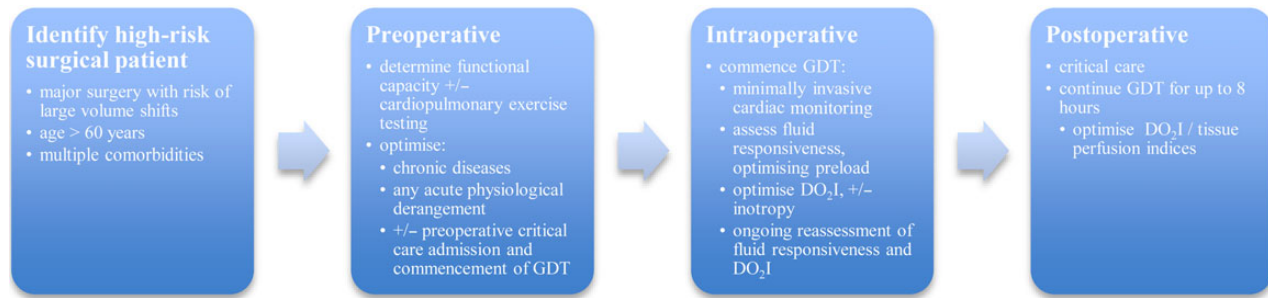 Identify high-risk
surgical patient
• major surgery with risk of
large volume shifts
• age > 60 years
• multiple comorbidities
Preoperative
• determine functional
capacity +/–
cardiopulmonary exercise
testing
• optimise:
• chronic diseases
• any acute physiological
derangement
• +/– preoperative critical
care admission and
commencement of GDT
Intraoperative
• commence GDT:
• minimally invasive
cardiac monitoring
• assess fluid
responsiveness,
optimising preload
• optimise DO₂I, +/–
inotropy
• ongoing reassessment of
fluid responsiveness and
DO₂I
Postoperative
• critical care
• continue GDT for up to 8
hours
• optimise DO₂I / tissue
perfusion indices